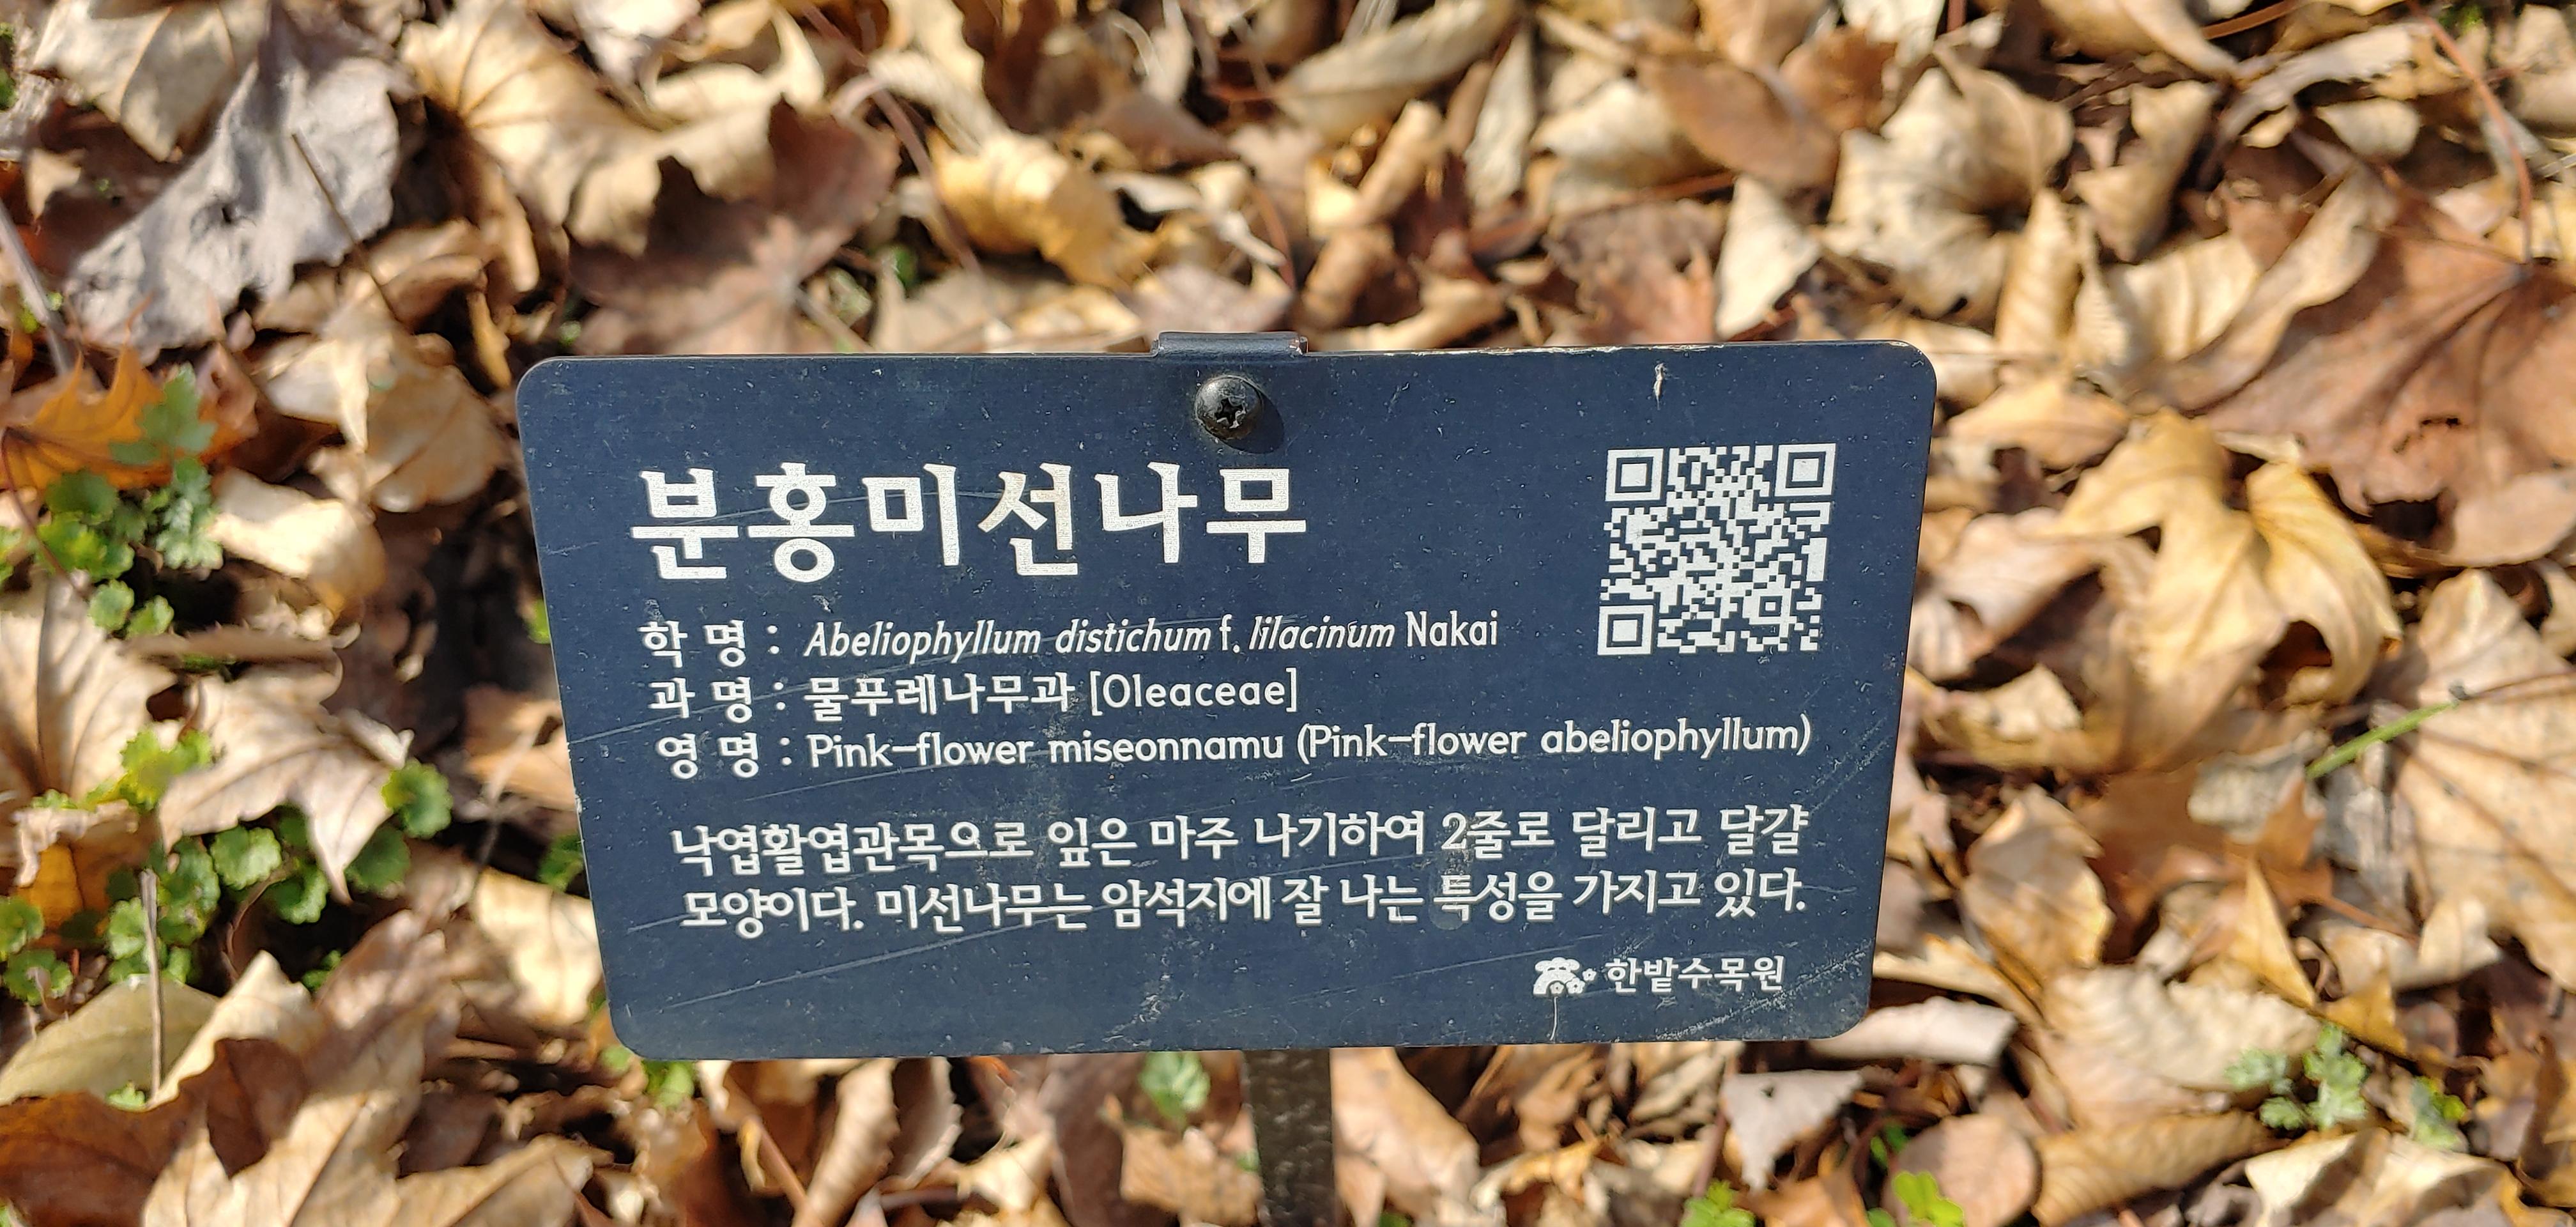 분홍미선나무
학 명 : Abeliophyllum distichum f. lilacinum Nakai
과 명 : 물푸레나무과 [Oleaceae]
영 명 : Pink-flower miseonnamu (Pink-flower abeliophyllum)
낙엽활엽관목으로 잎은 마주 나기하여 2줄로 달리고 달걀
모양이다. 미선나무는 암석지에 잘 나는 특성을 가지고 있다.
한밭수목원